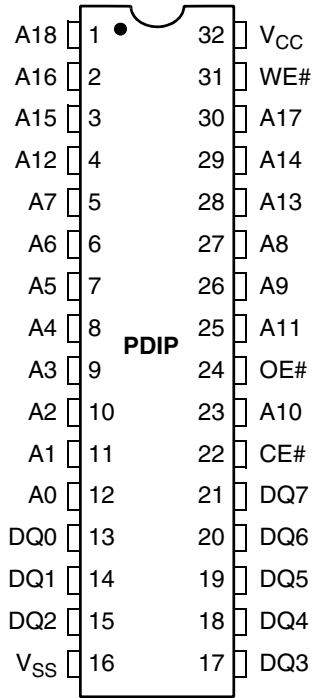 A18 1 32 VCC
A16 2 31 WE#
A15 3 30 A17
A12 4 29 A14
A7 5 28 A13
A6 6 27 A8
A5 7 26 A9
A4 8 25 A11
PDIP
A3 9 24 OE#
A2 10 23 A10
A1 11 22 CE#
A0 12 21 DQ7
DQ0 13 20 DQ6
DQ1 14 19 DQ5
DQ2 15 18 DQ4
VSS 16 17 DQ3